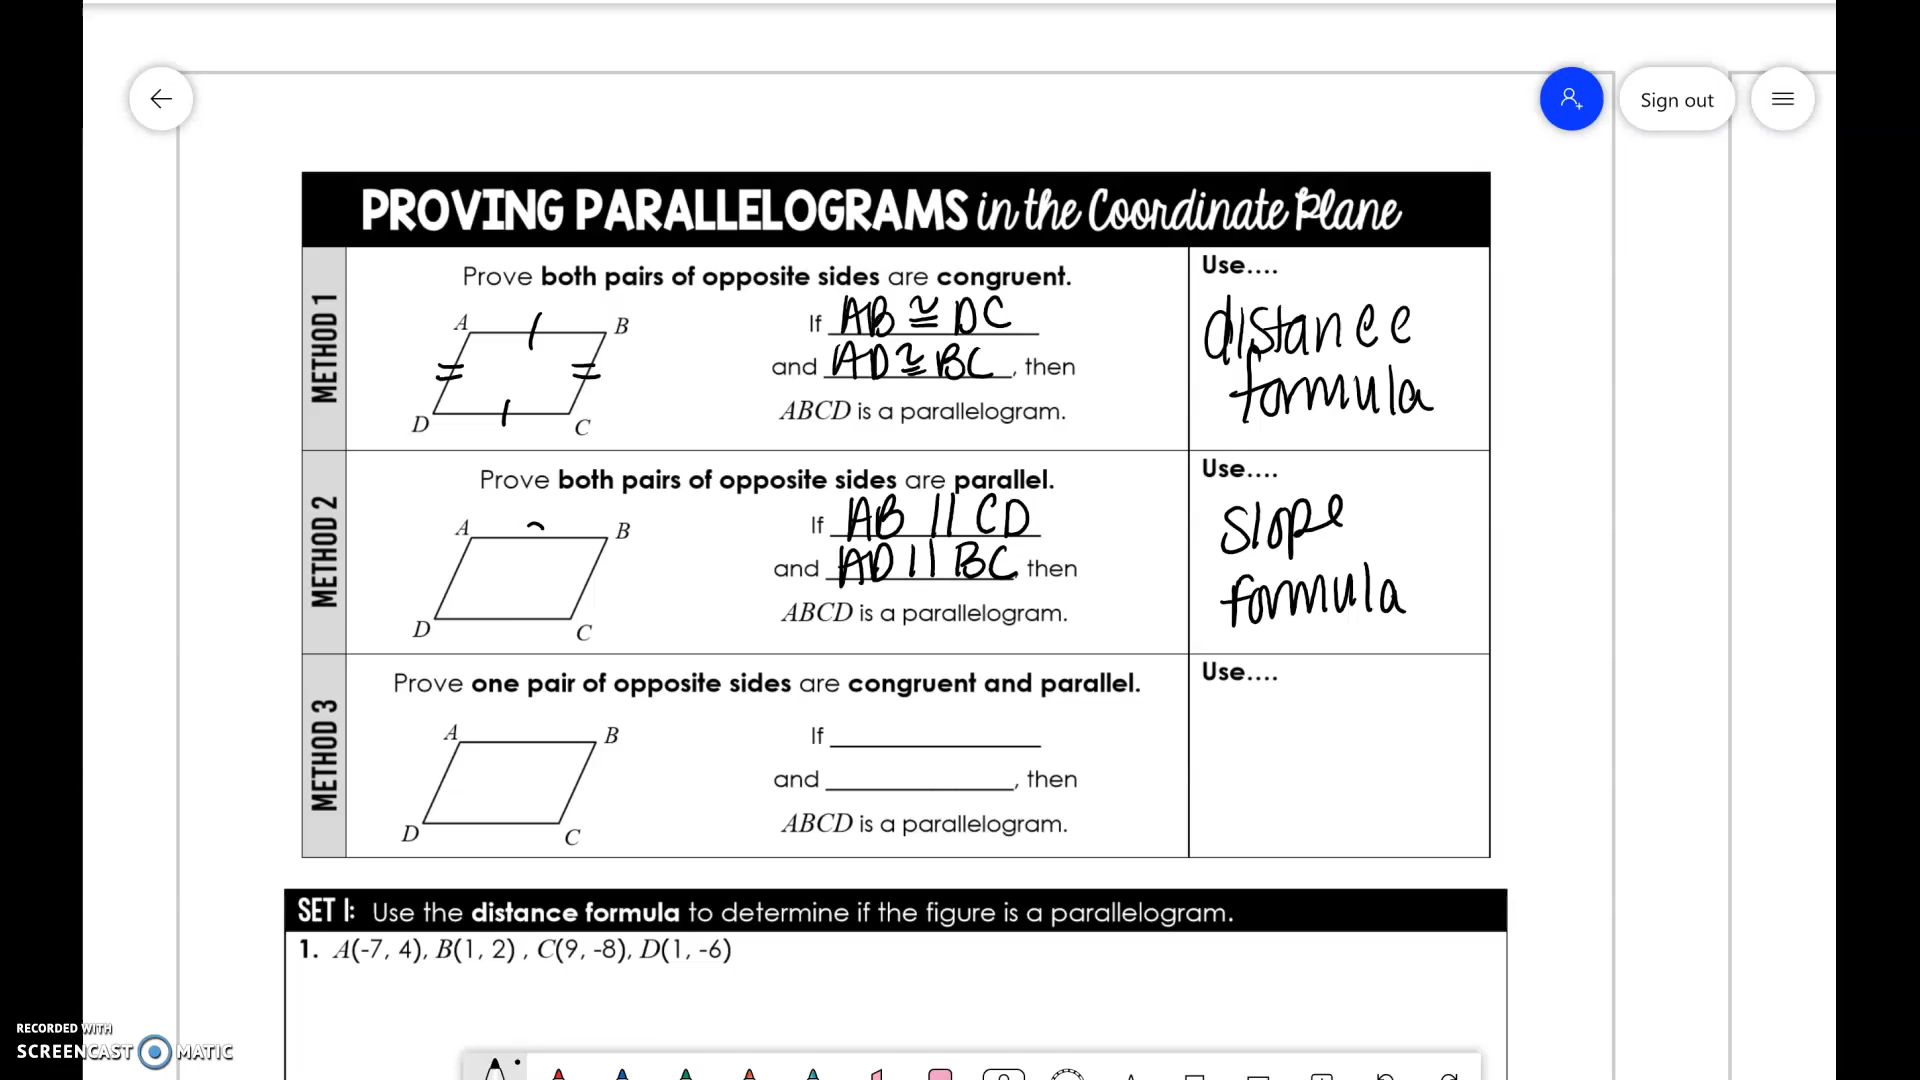 Sign out
PROVING PARALLELOGRAMS in the Coordinate Plane
METHOD 1
Prove both pairs of opposite sides are congruent.
A B
D C
If AB ≅ DC
and AD ≅ BC, then
ABCD is a parallelogram.
Use....
distance
formula
METHOD 2
Prove both pairs of opposite sides are parallel.
A B
D C
If AB || CD
and AD || BC, then
ABCD is a parallelogram.
Use....
slope
formula
METHOD 3
Prove one pair of opposite sides are congruent and parallel.
A B
D C
If ____________
and ____________, then
ABCD is a parallelogram.
Use....
SET 1: Use the distance formula to determine if the figure is a parallelogram.
1. A(-7, 4), B(1, 2) , C(9, -8), D(1, -6)
RECORDED WITH
SCREENCAST MATIC